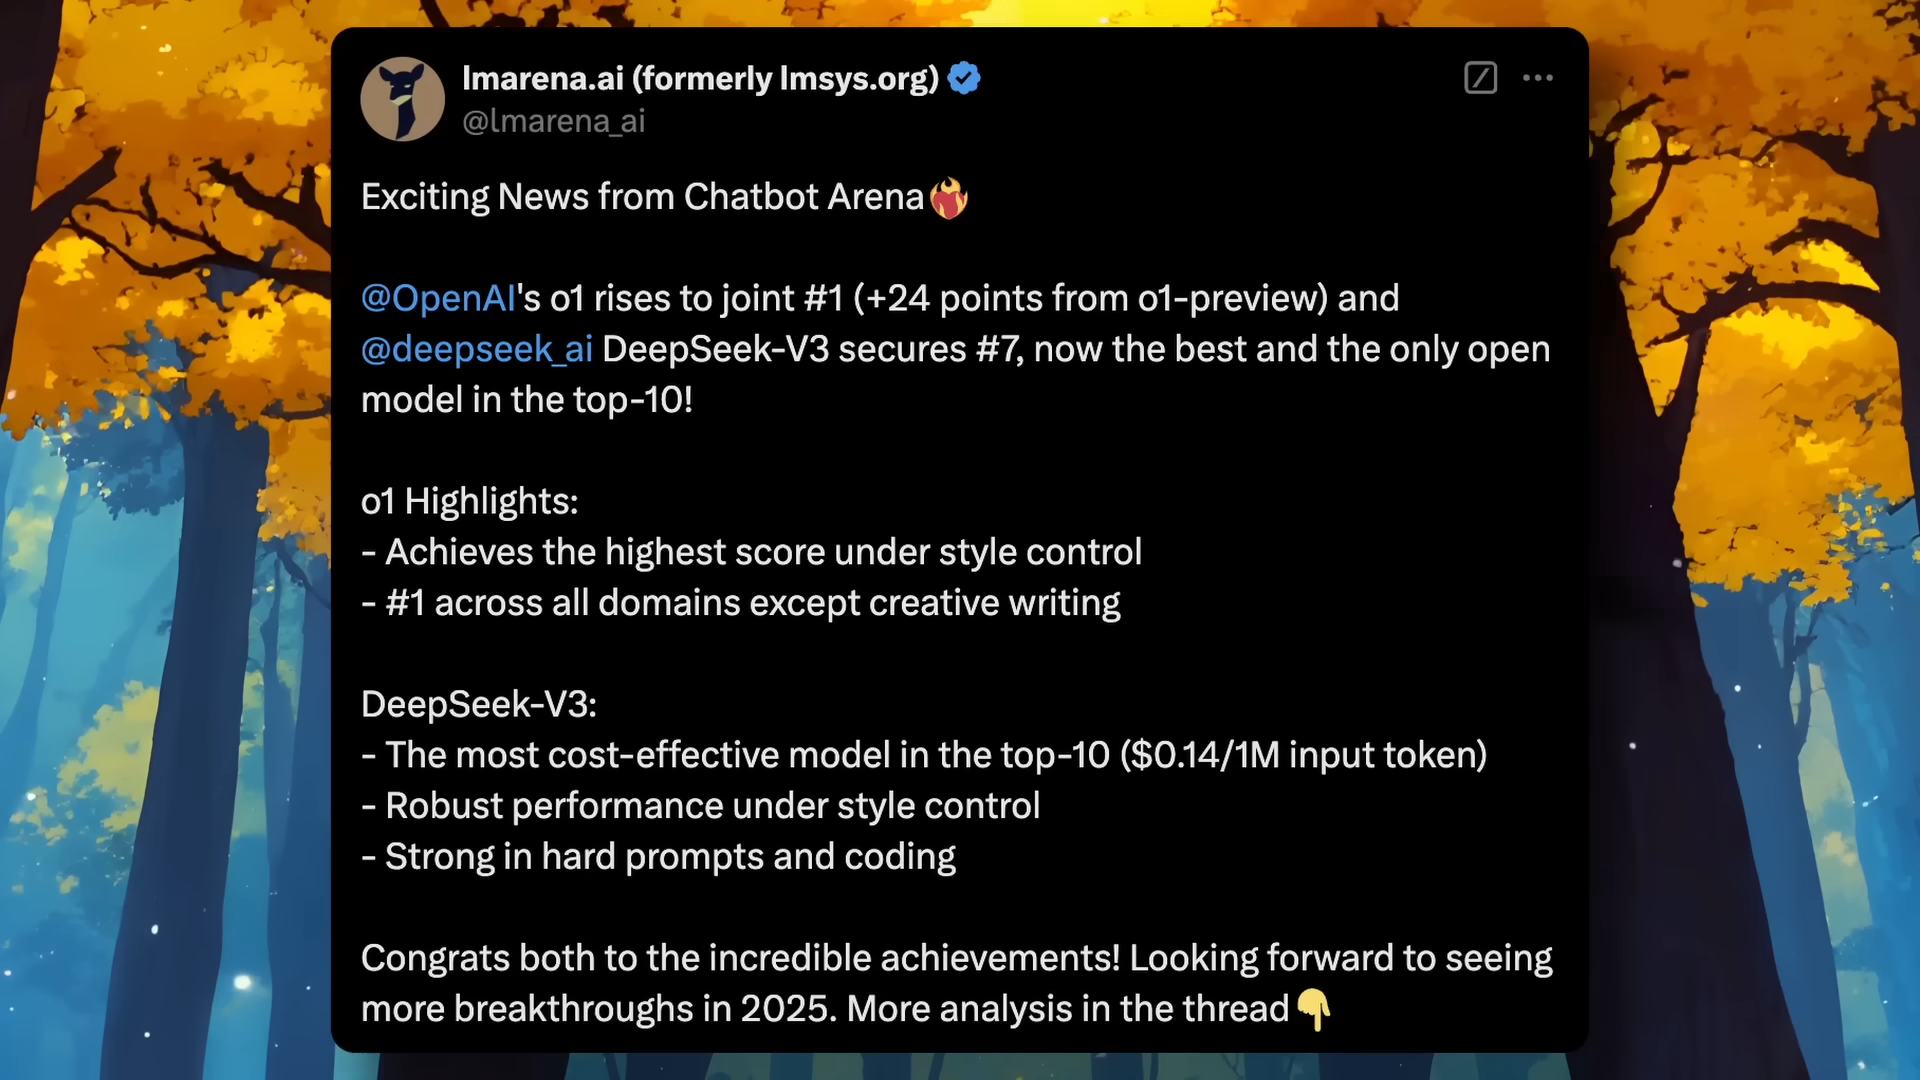 lmarena.ai (formerly lmsys.org)
@lmarena_ai
Exciting News from Chatbot Arena❤️‍🔥
@OpenAI's o1 rises to joint #1 (+24 points from o1-preview) and
@deepseek_ai DeepSeek-V3 secures #7, now the best and the only open
model in the top-10!
o1 Highlights:
- Achieves the highest score under style control
- #1 across all domains except creative writing
DeepSeek-V3:
- The most cost-effective model in the top-10 ($0.14/1M input token)
- Robust performance under style control
- Strong in hard prompts and coding
Congrats both to the incredible achievements! Looking forward to seeing
more breakthroughs in 2025. More analysis in the thread👇